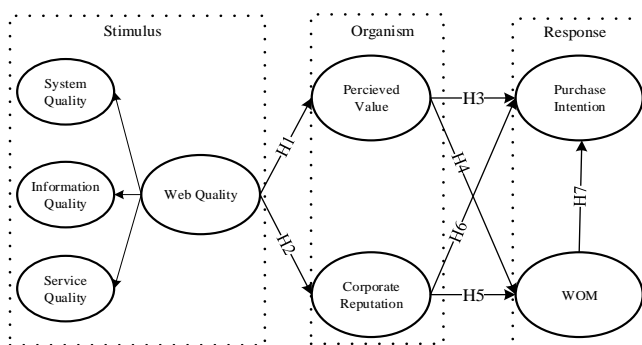 Stimulus
Organism
Response
System
Quality
Information
Quality
Service
Quality
Web Quality
H1
H2
Percieved
Value
Corporate
Reputation
H3
H4
H6
H5
Purchase
Intention
H7
WOM